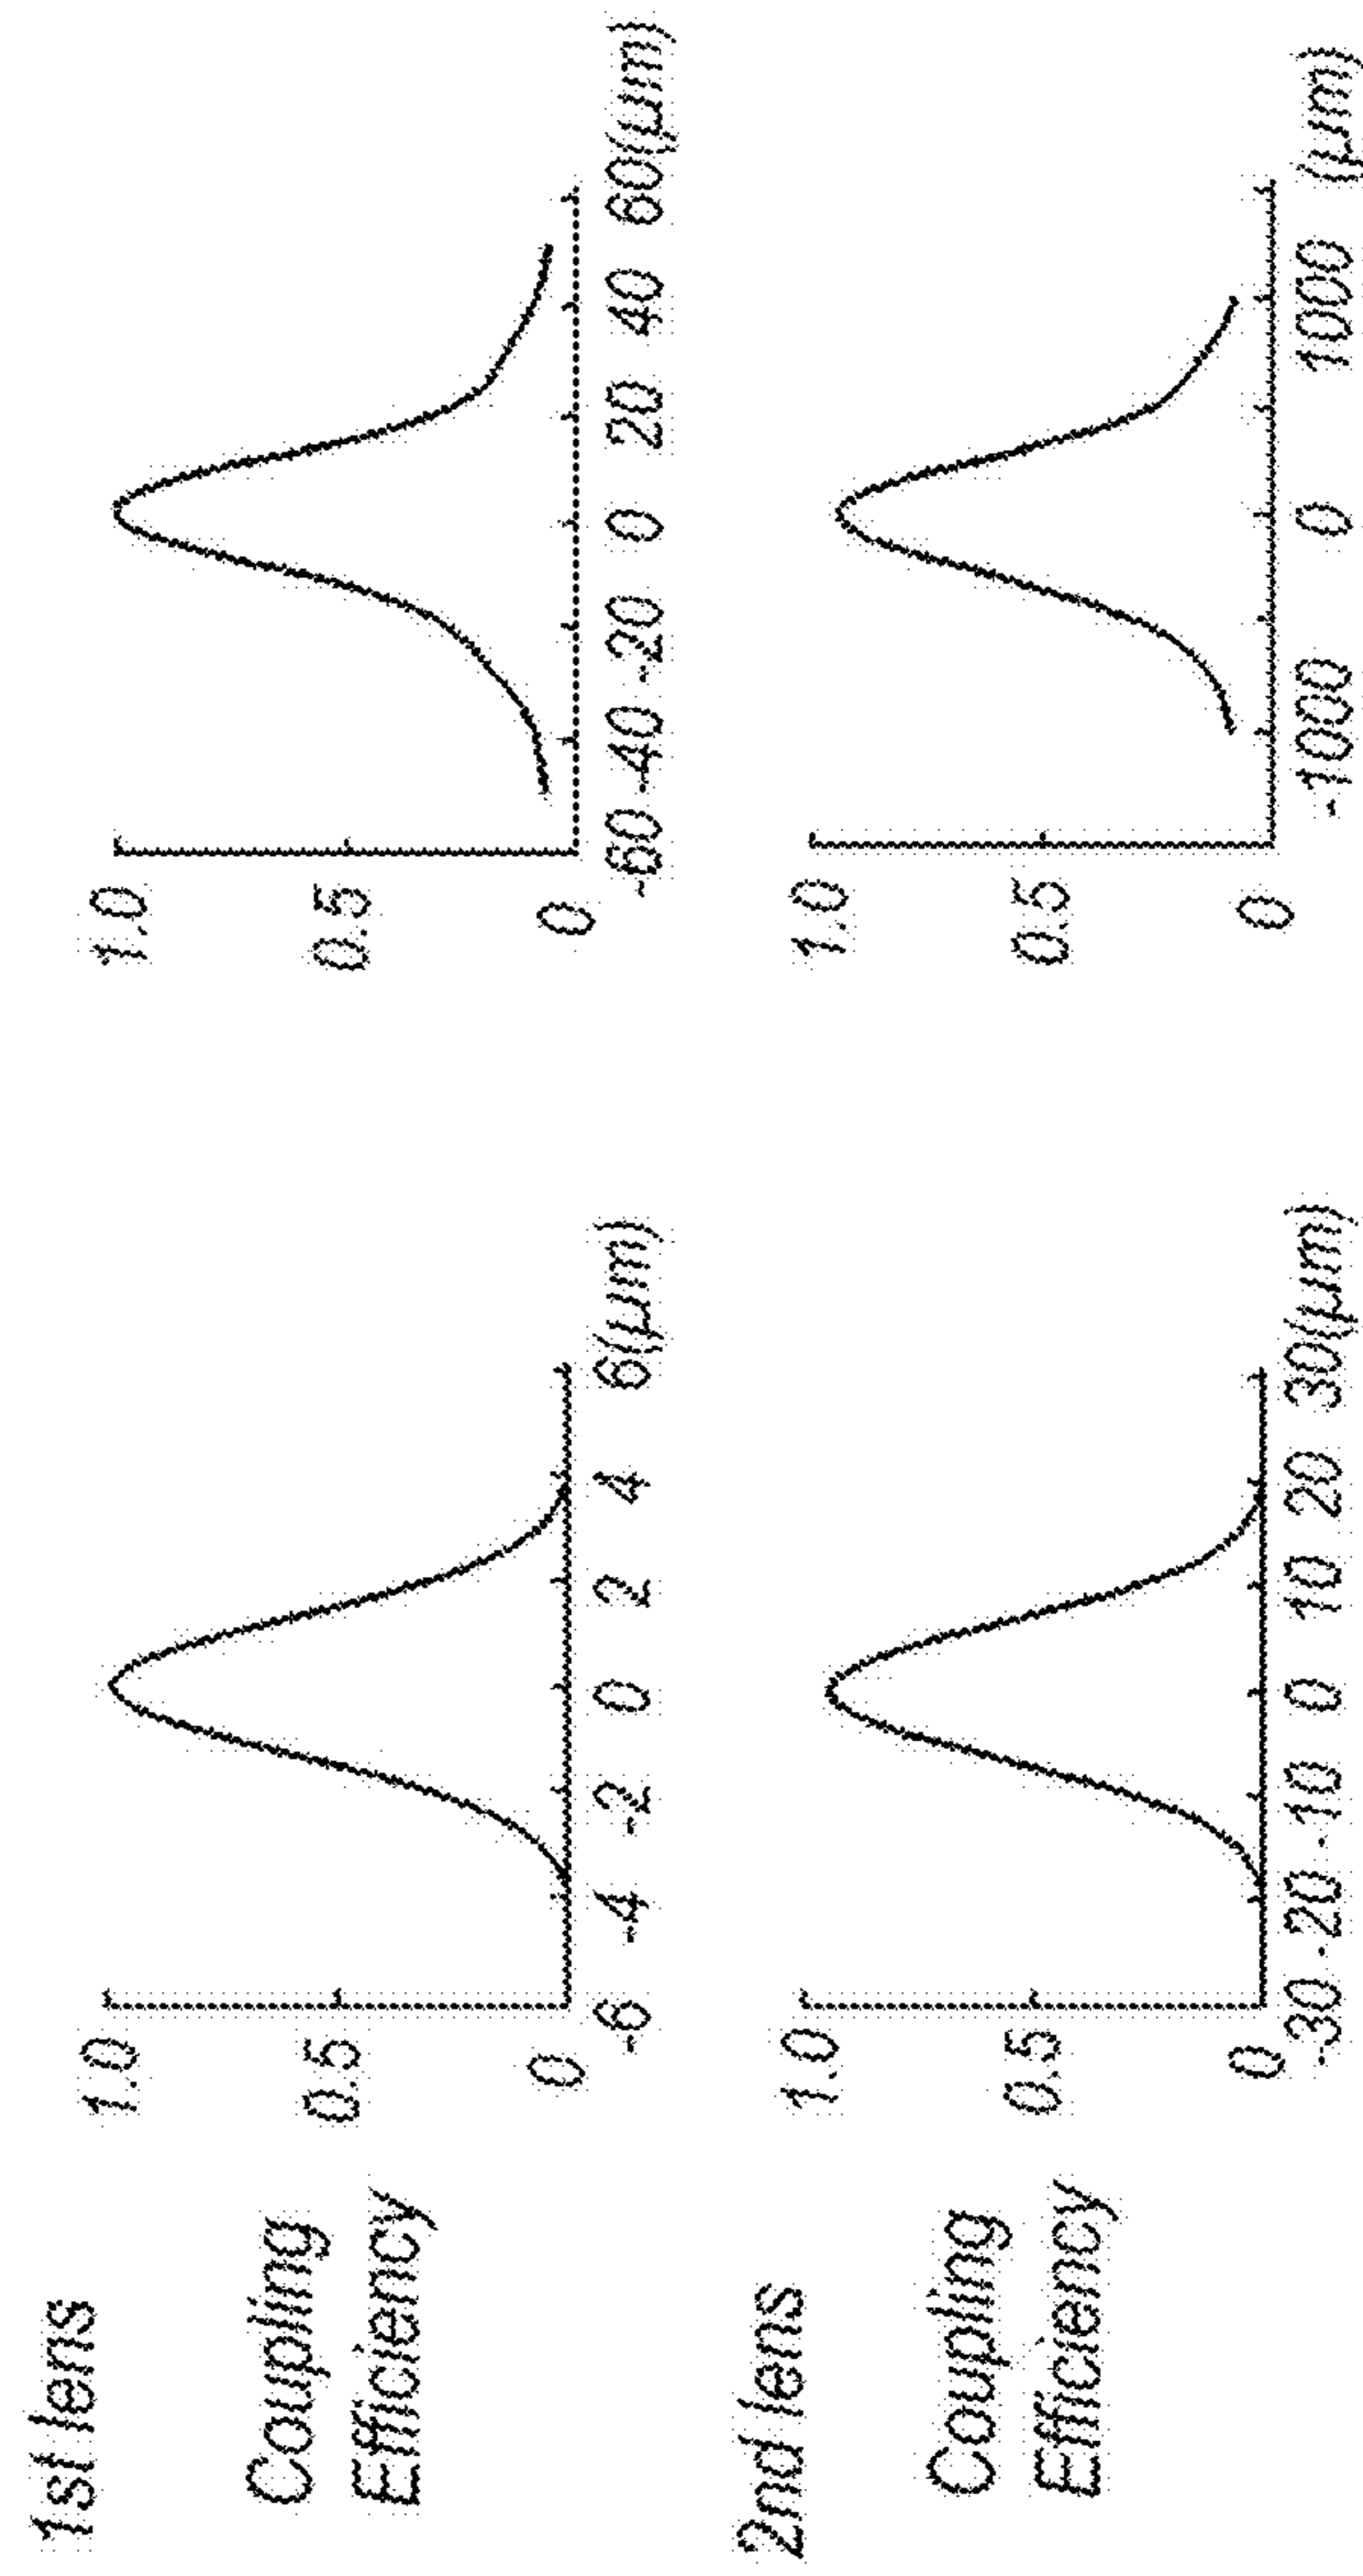 1st lens
Coupling
Efficiency
1.0
0.5
0
-6 -4 -2 0 2 4 6(μm)
1.0
0.5
0
-60 -40 -20 0 20 40 60(μm)
2nd lens
Coupling
Efficiency
1.0
0.5
0
-30 -20 -10 0 10 20 30(μm)
1.0
0.5
0
-1000 0 1000 (μm)